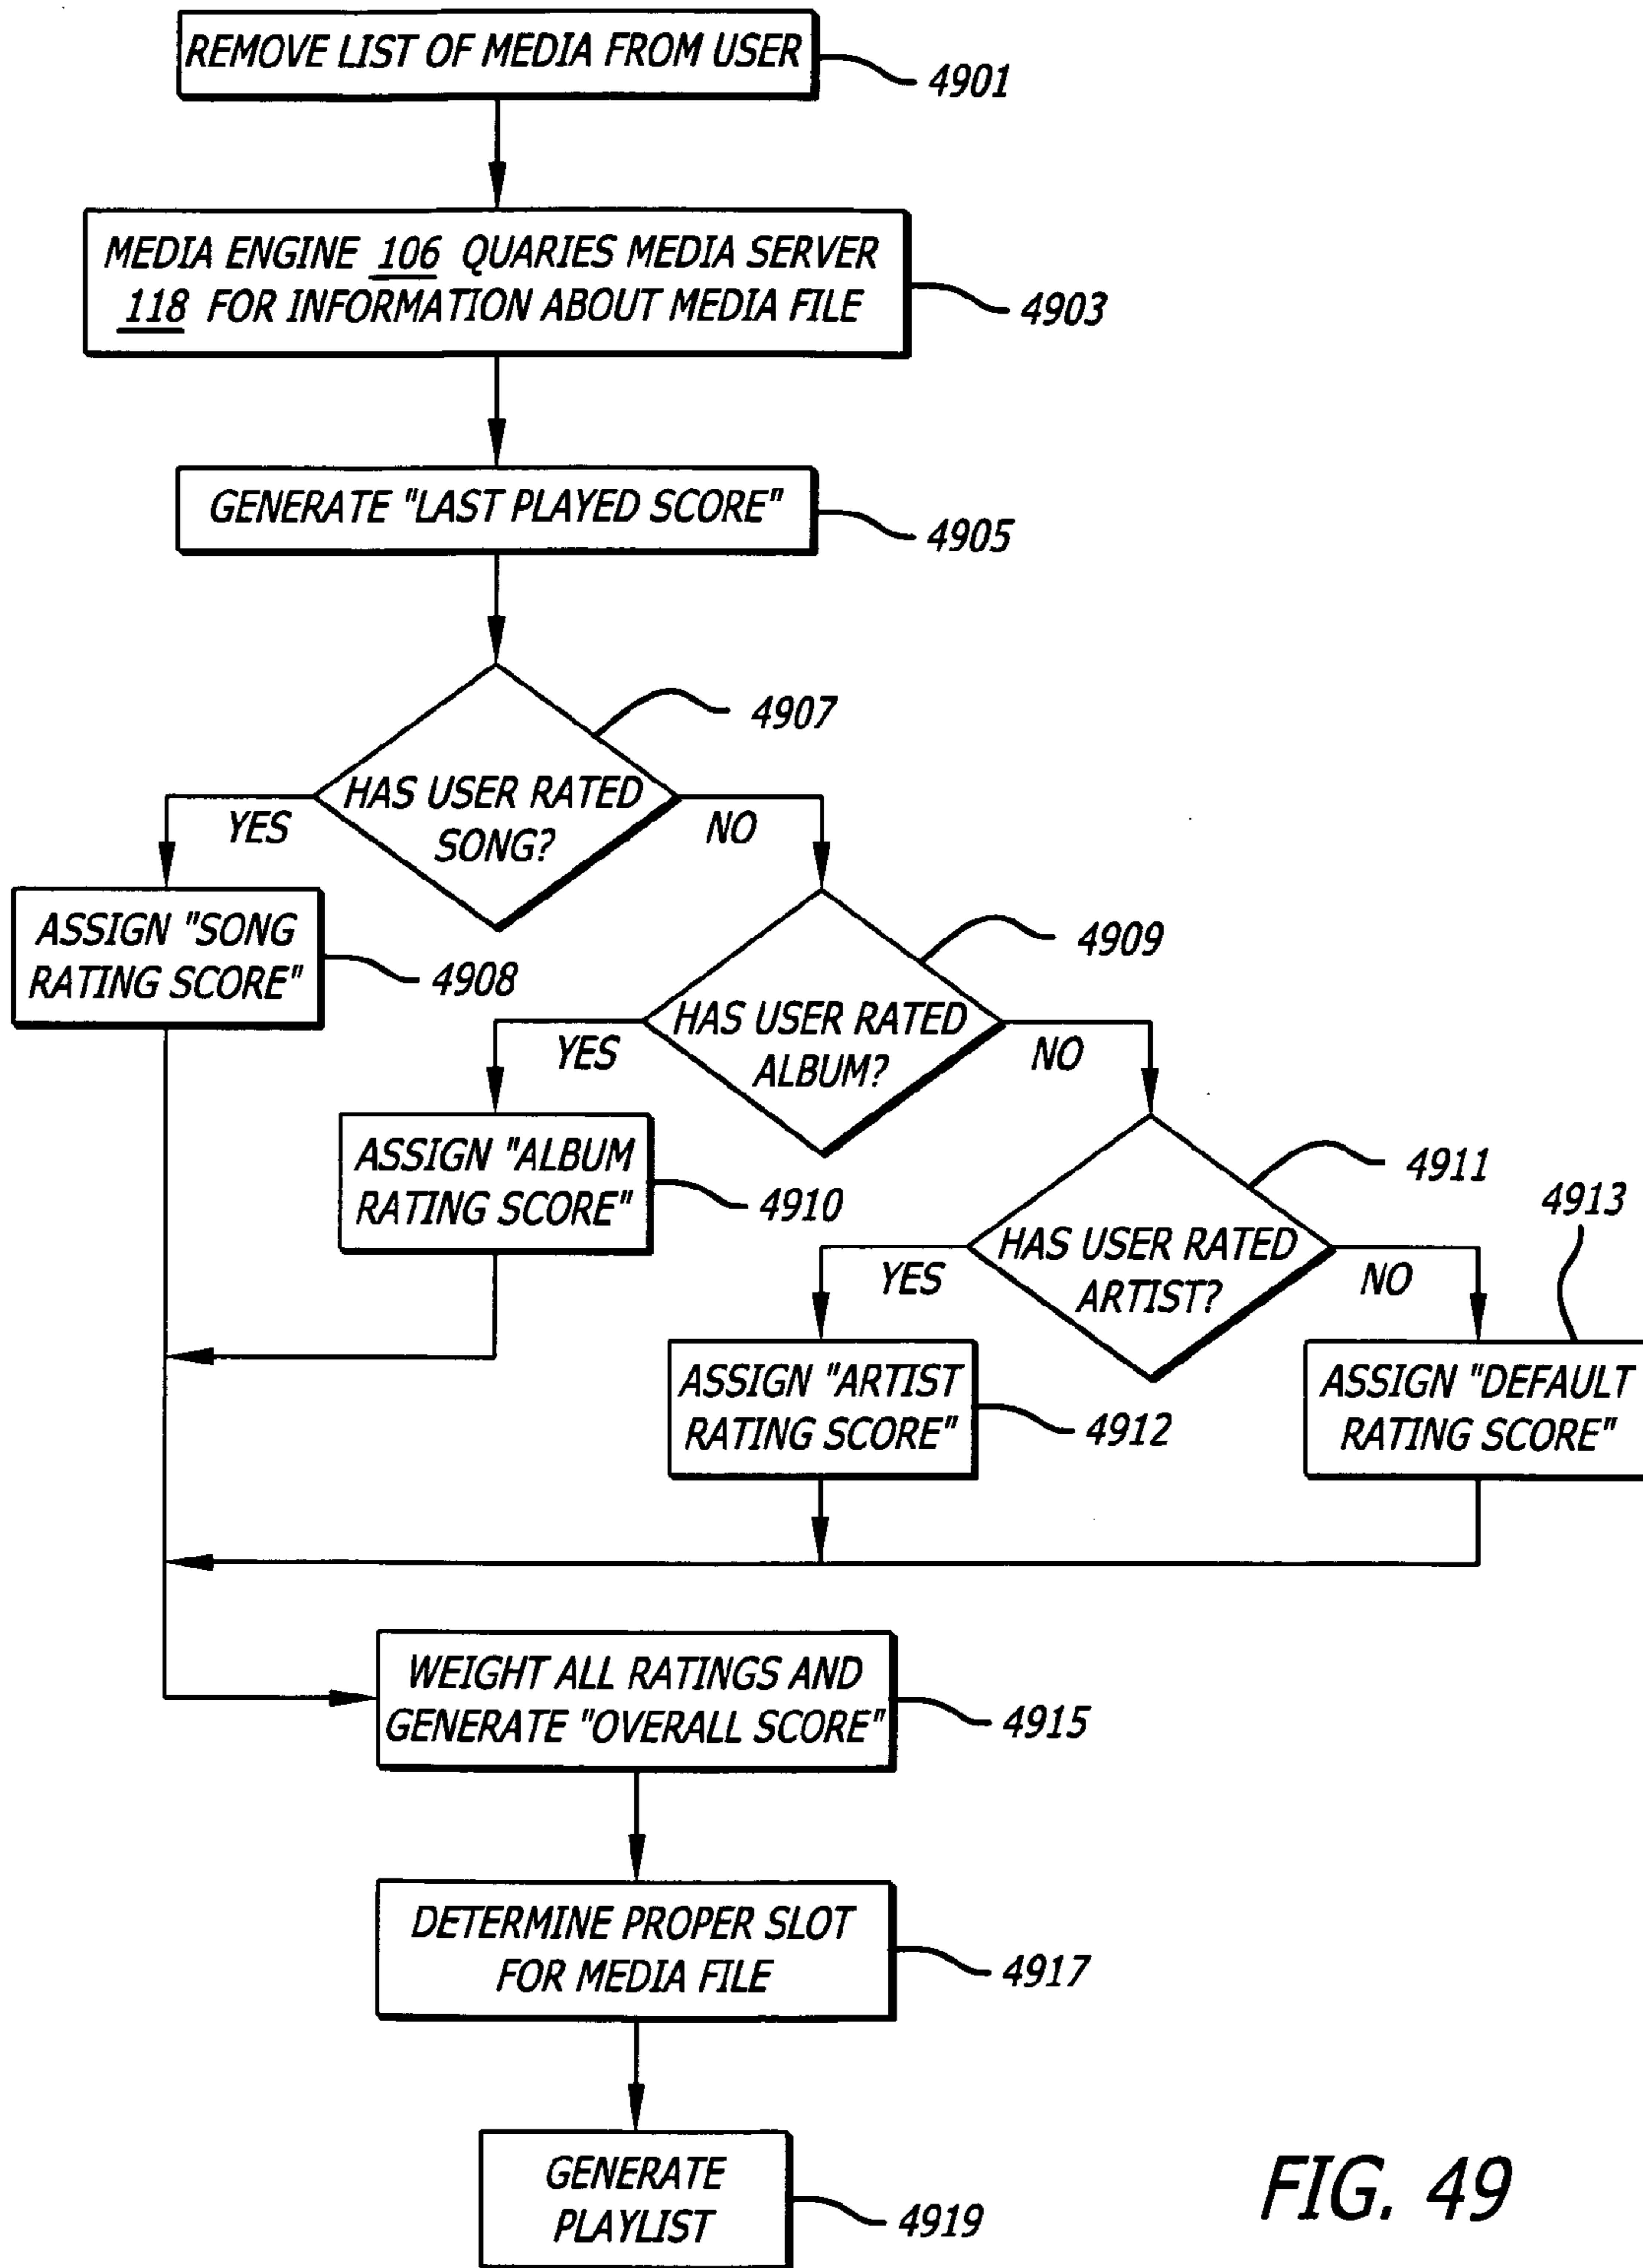 REMOVE LIST OF MEDIA FROM USER
4901
MEDIA ENGINE 106 QUARIES MEDIA SERVER
118 FOR INFORMATION ABOUT MEDIA FILE
4903
GENERATE "LAST PLAYED SCORE"
4905
4907
HAS USER RATED
SONG?
YES
NO
ASSIGN "SONG
RATING SCORE"
4908
4909
HAS USER RATED
ALBUM?
YES
NO
ASSIGN "ALBUM
RATING SCORE"
4910
4911
HAS USER RATED
ARTIST?
YES
NO
4913
ASSIGN "ARTIST
RATING SCORE"
4912
ASSIGN "DEFAULT
RATING SCORE"
WEIGHT ALL RATINGS AND
GENERATE "OVERALL SCORE"
4915
DETERMINE PROPER SLOT
FOR MEDIA FILE
4917
GENERATE
PLAYLIST
4919
FIG. 49